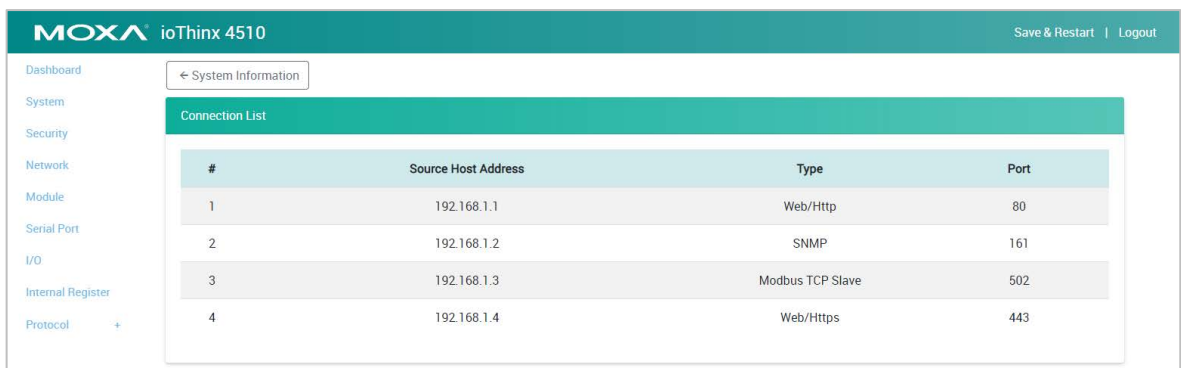 MOXA ioThinx 4510 Save & Restart | Logout
Dashboard
← System Information
System
Connection List
Security
Network
# Source Host Address Type Port
Module
1 192.168.1.1 Web/Http 80
Serial Port
2 192.168.1.2 SNMP 161
I/O
3 192.168.1.3 Modbus TCP Slave 502
Internal Register
4 192.168.1.4 Web/Https 443
Protocol +